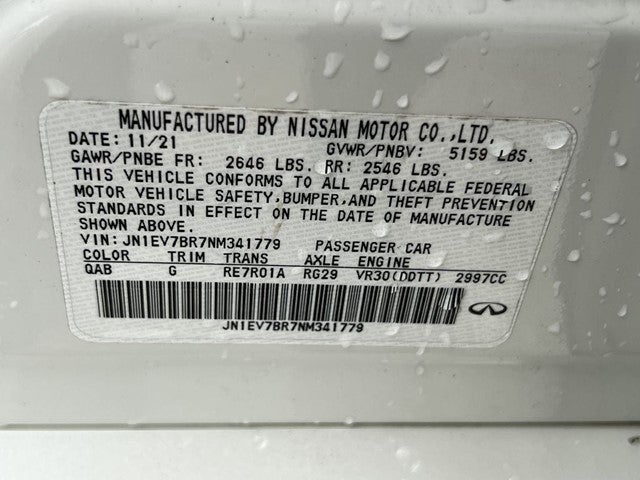 MANUFACTURED BY NISSAN MOTOR CO.,LTD.
DATE: 11/21 GVWR/PNBV: 5159 LBS.
GAWR/PNBE FR: 2646 LBS. RR: 2546 LBS.
THIS VEHICLE CONFORMS TO ALL APPLICABLE FEDERAL
MOTOR VEHICLE SAFETY, BUMPER, AND THEFT PREVENTION
STANDARDS IN EFFECT ON THE DATE OF MANUFACTURE
SHOWN ABOVE.
VIN: JN1EV7BR7NM341779 PASSENGER CAR
COLOR TRIM TRANS AXLE ENGINE
QAB G RE7R01A RG29 VR30(DDTT) 2997CC
JN1EV7BR7NM341779